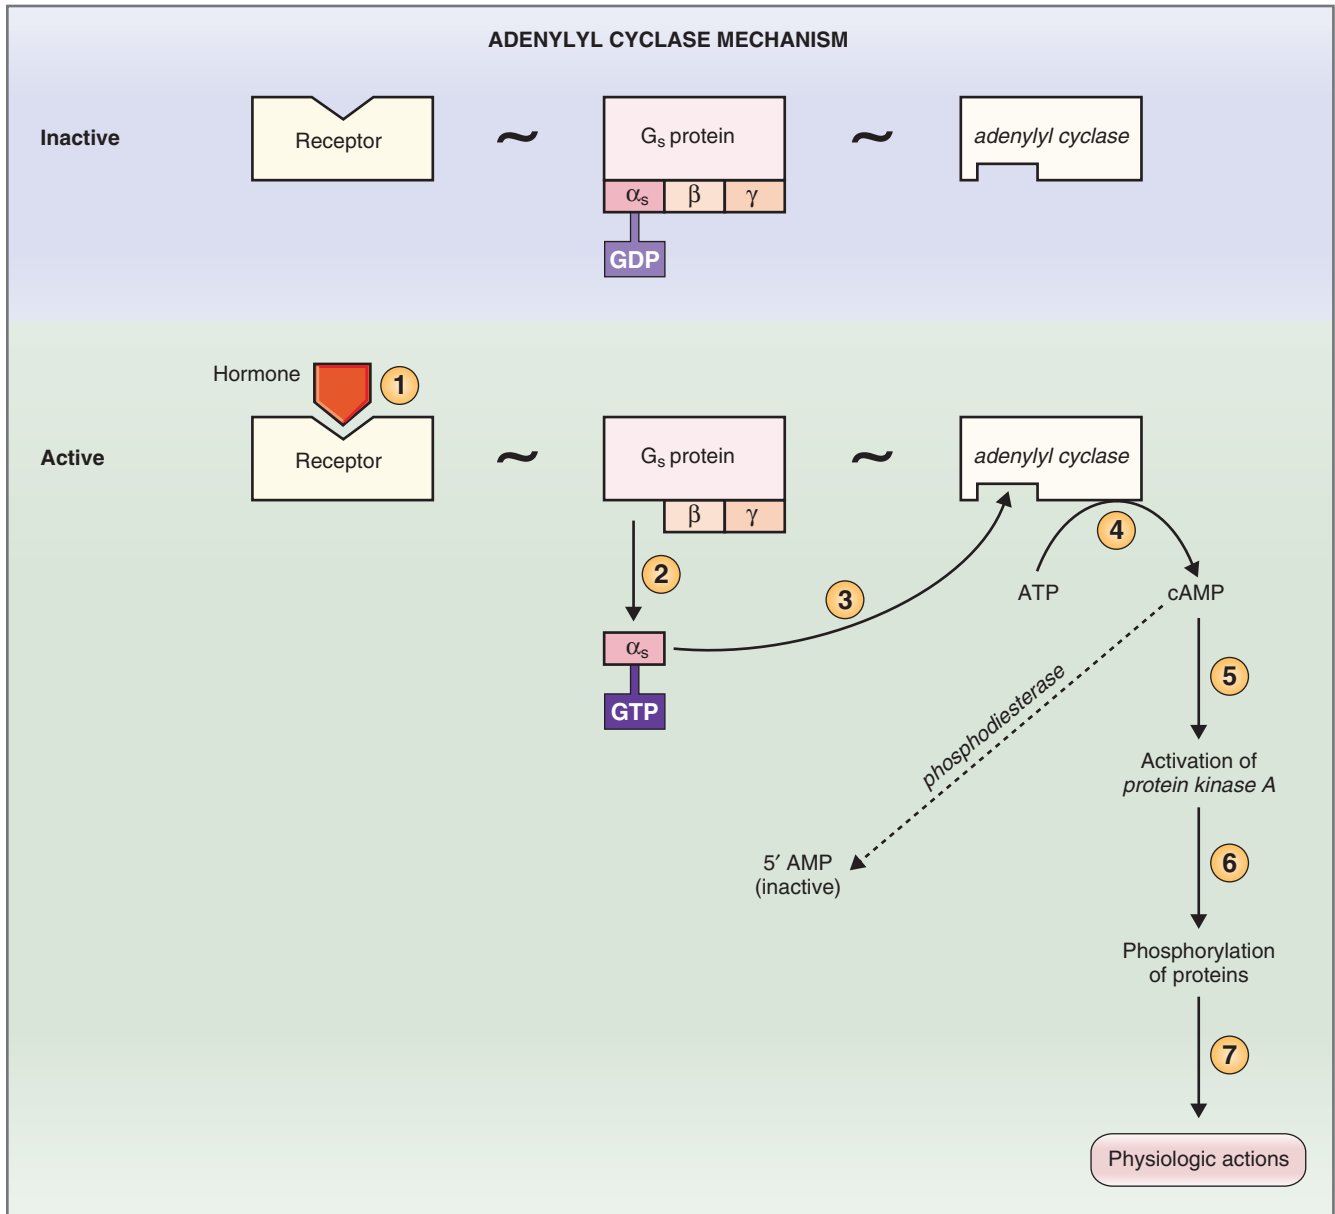 ADENYLYL CYCLASE MECHANISM
Inactive
Receptor
~
Gs protein
~
adenylyl cyclase
αs
β
γ
GDP
Hormone
1
Active
Receptor
~
Gs protein
~
adenylyl cyclase
β
γ
2
3
4
ATP
cAMP
αs
GTP
phosphodiesterase
5
Activation of
protein kinase A
5′ AMP
(inactive)
6
Phosphorylation
of proteins
7
Physiologic actions